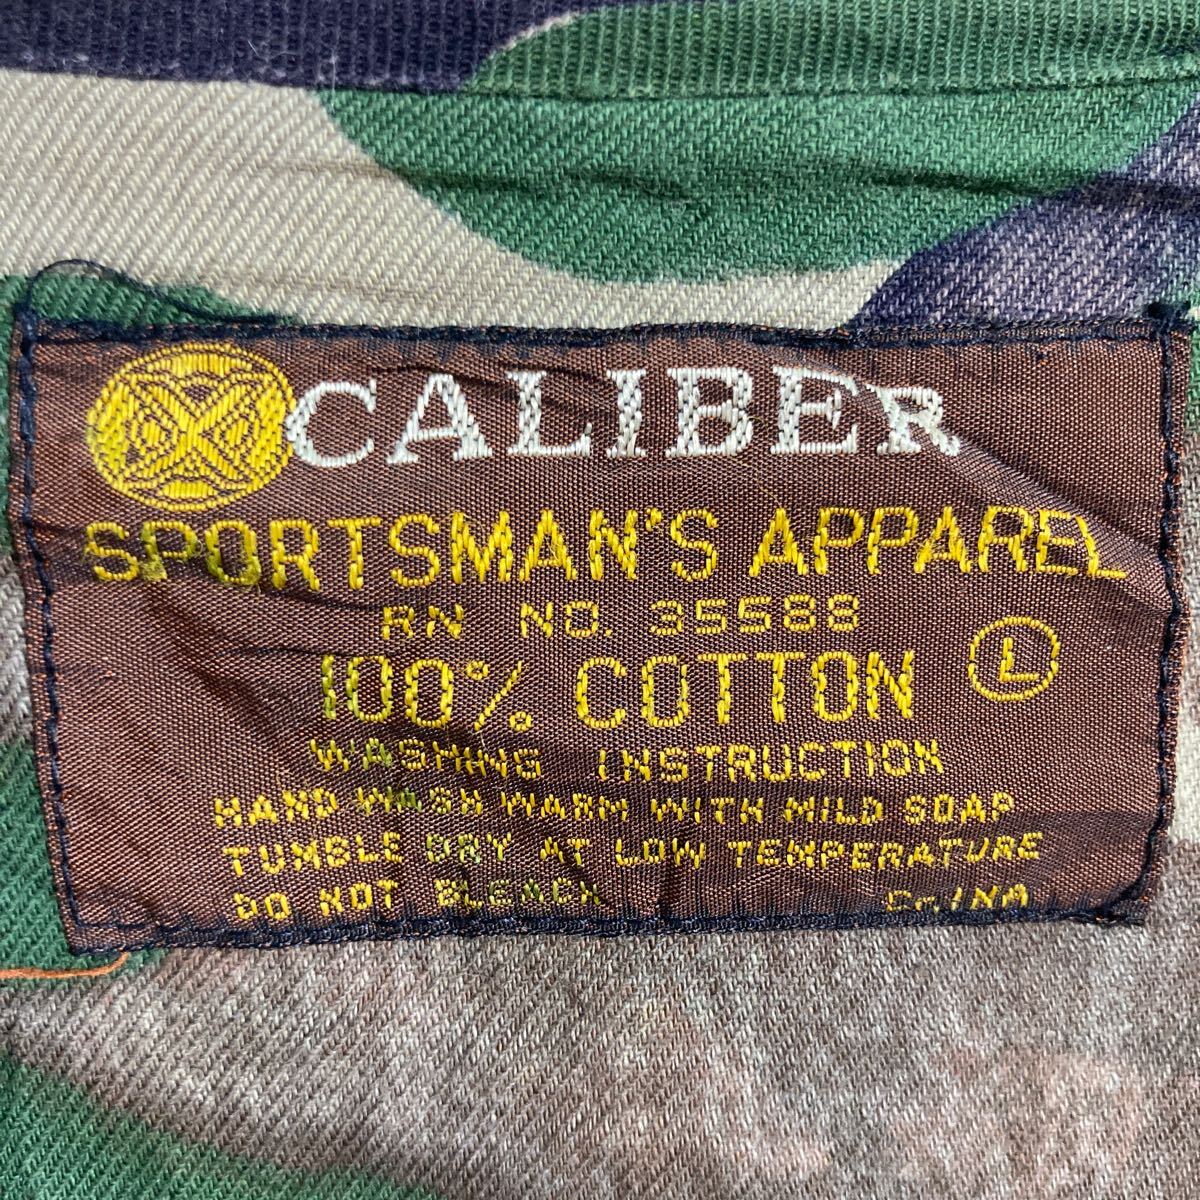 XCALIBER
SPORTSMAN'S APPAREL
RN NO. 35588
100% COTTON L
WASHING INSTRUCTION
HAND WASH WARM WITH MILD SOAP
TUMBLE DRY AT LOW TEMPERATURE
DO NOT BLEACH CHINA